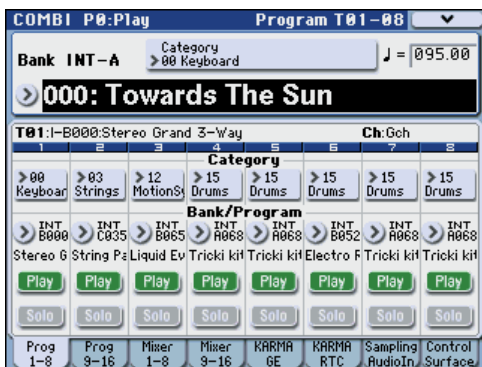 COMBI P0:Play Program T01-08
Bank INT-A Category >00 Keyboard ♩= 095.00
000: Towards The Sun
T01:I-B000:Stereo Grand 3-Way Ch:Gch
1 2 3 4 5 6 7 8
Category
>00 >03 >12 >15 >15 >15 >15 >15
Keyboar Strings MotionS Drums Drums Drums Drums Drums
Bank/Program
INT INT INT INT INT INT INT INT
B000 C035 B065 A068 A068 B052 A068 A068
Stereo G String Pa Liquid Ev Tricki kit Tricki kit Electro F Tricki kit Tricki kit
Play Play Play Play Play Play Play Play
Solo Solo Solo Solo Solo Solo Solo Solo
Prog Prog Mixer Mixer KARMA KARMA Sampling Control
1-8 9-16 1-8 9-16 GE RTC AudioIn Surface